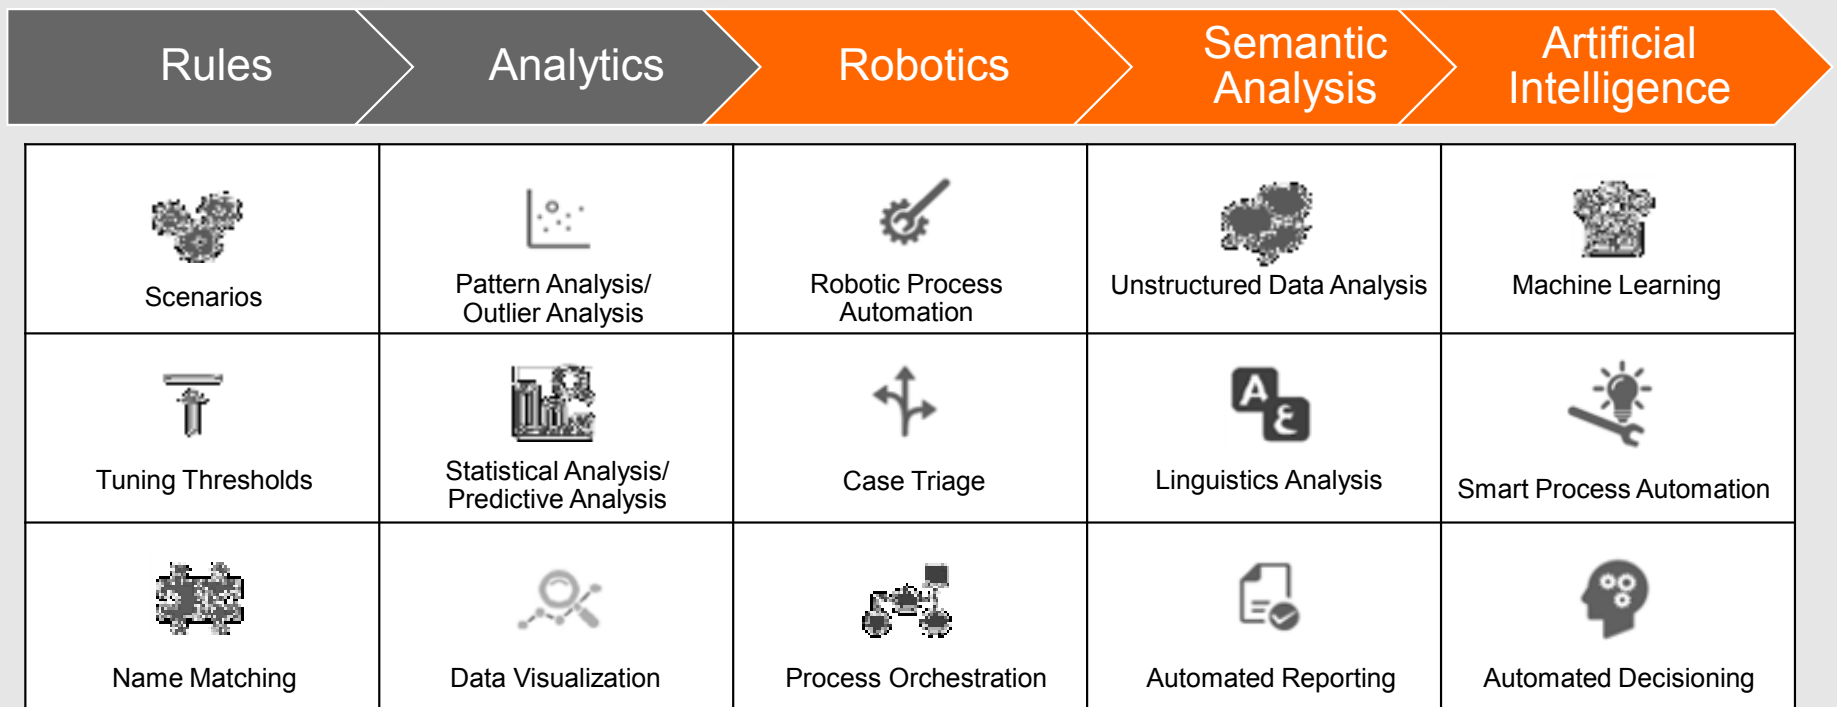 Rules
Analytics
Robotics
Semantic
Analysis
Artificial
Intelligence
Scenarios
Pattern Analysis/
Outlier Analysis
Robotic Process
Automation
Unstructured Data Analysis
Machine Learning
Tuning Thresholds
Statistical Analysis/
Predictive Analysis
Case Triage
A
ع
Linguistics Analysis
Smart Process Automation
Name Matching
Data Visualization
Process Orchestration
Automated Reporting
Automated Decisioning